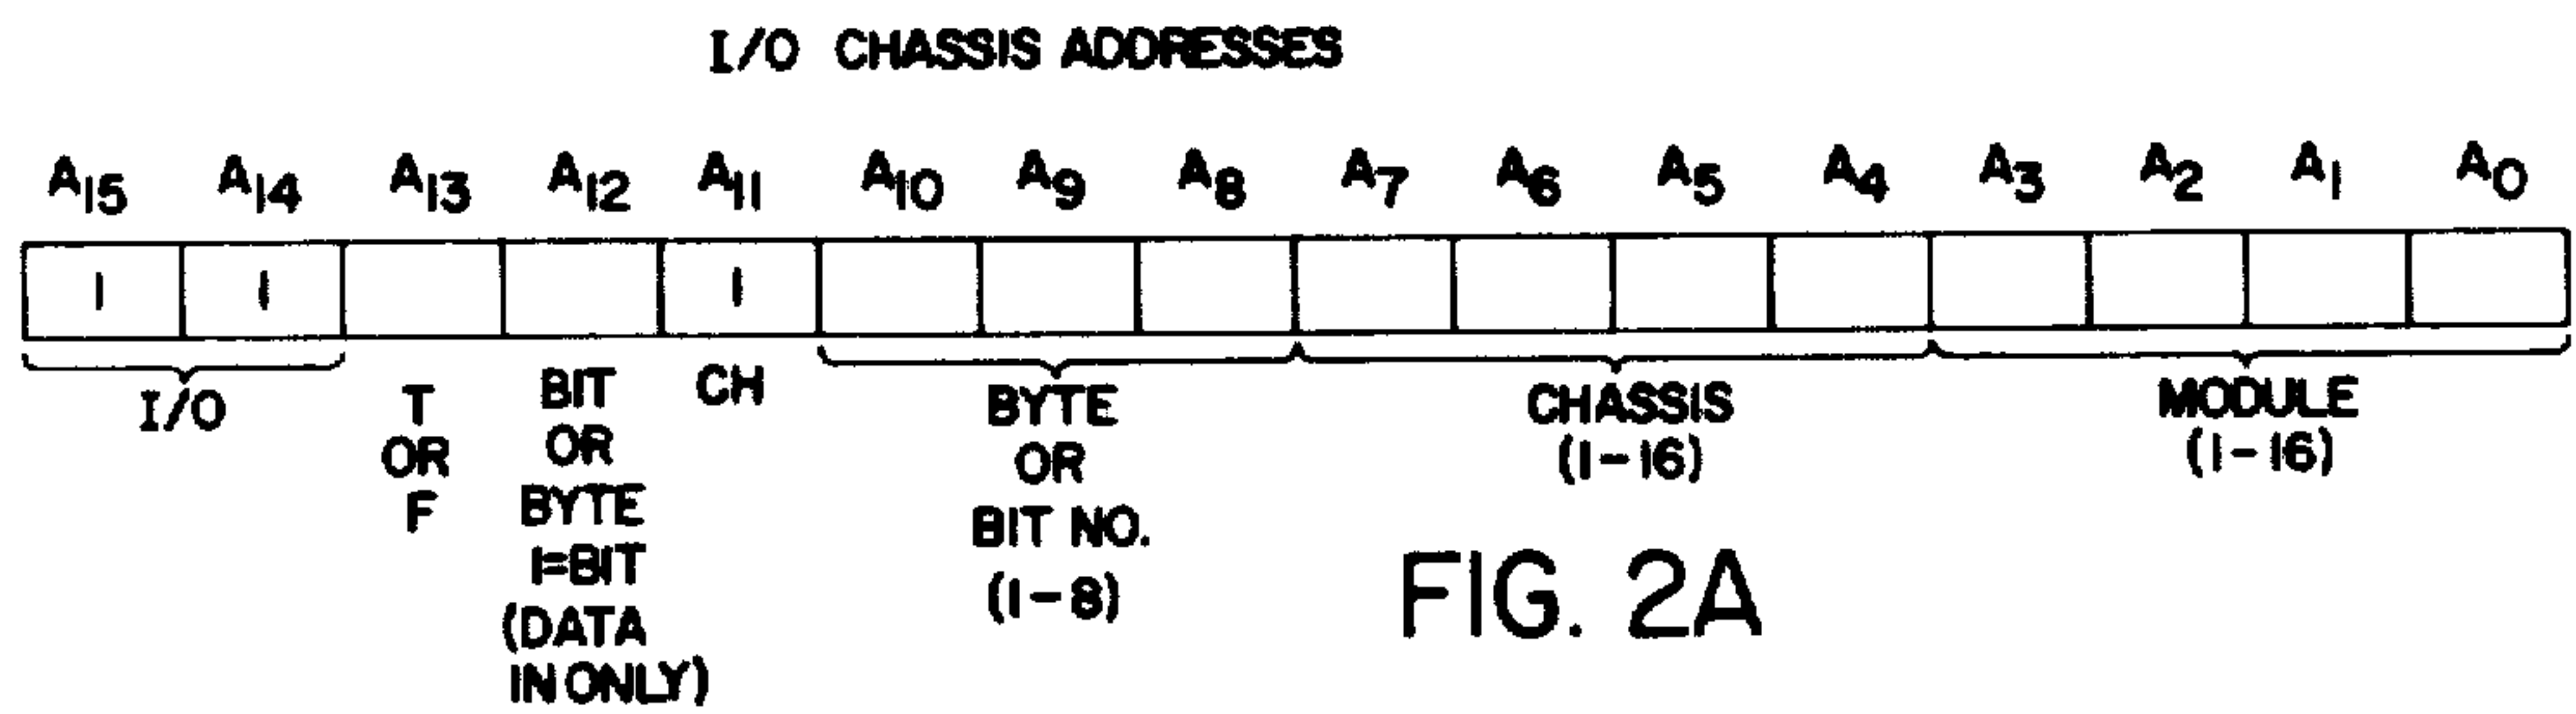 I/O CHASSIS ADDRESSES
A15 A14 A13 A12 A11 A10 A9 A8 A7 A6 A5 A4 A3 A2 A1 A0
1 1 1
I/O
T
OR
F
BIT
OR
BYTE
1=BIT
(DATA
IN ONLY)
CH
BYTE
OR
BIT NO.
(1-8)
CHASSIS
(1-16)
MODULE
(1-16)
FIG. 2A